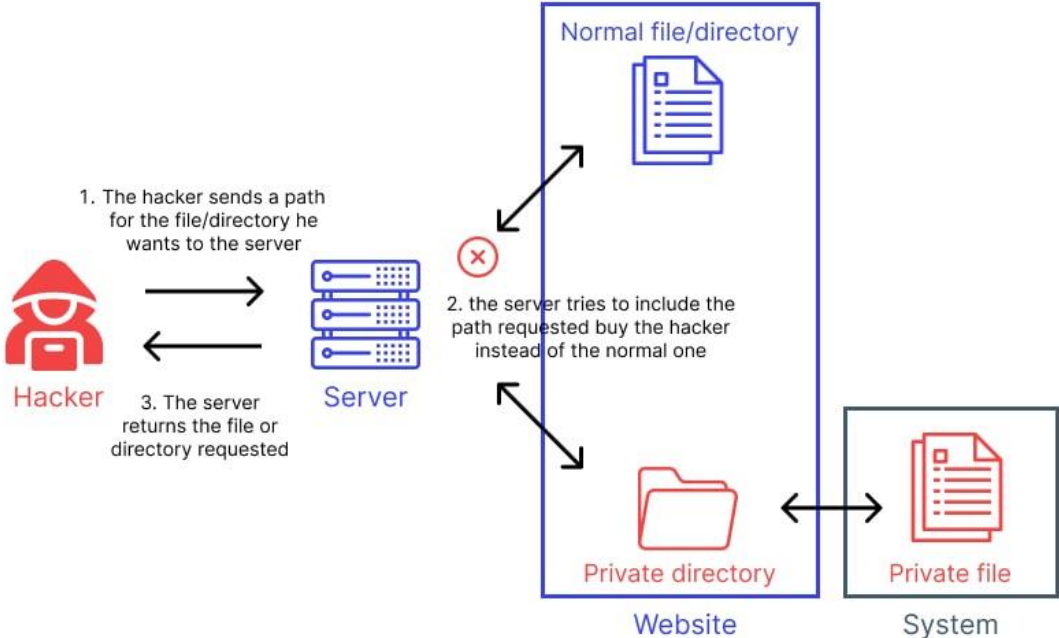 Normal file/directory
1. The hacker sends a path
for the file/directory he
wants to the server
2. the server tries to include the
path requested buy the hacker
instead of the normal one
Hacker
Server
3. The server
returns the file or
directory requested
Private directory
Private file
Website
System